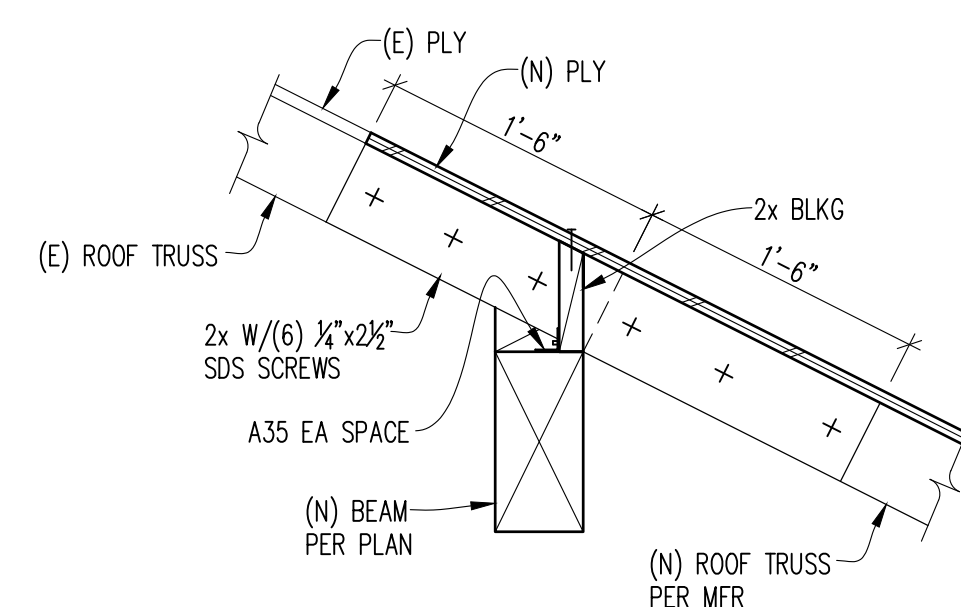 (E) PLY
(N) PLY
1'-6"
2x BLKG
1'-6"
(E) ROOF TRUSS
2x W/(6) ¼"x2½"
SDS SCREWS
A35 EA SPACE
(N) BEAM
PER PLAN
(N) ROOF TRUSS
PER MFR